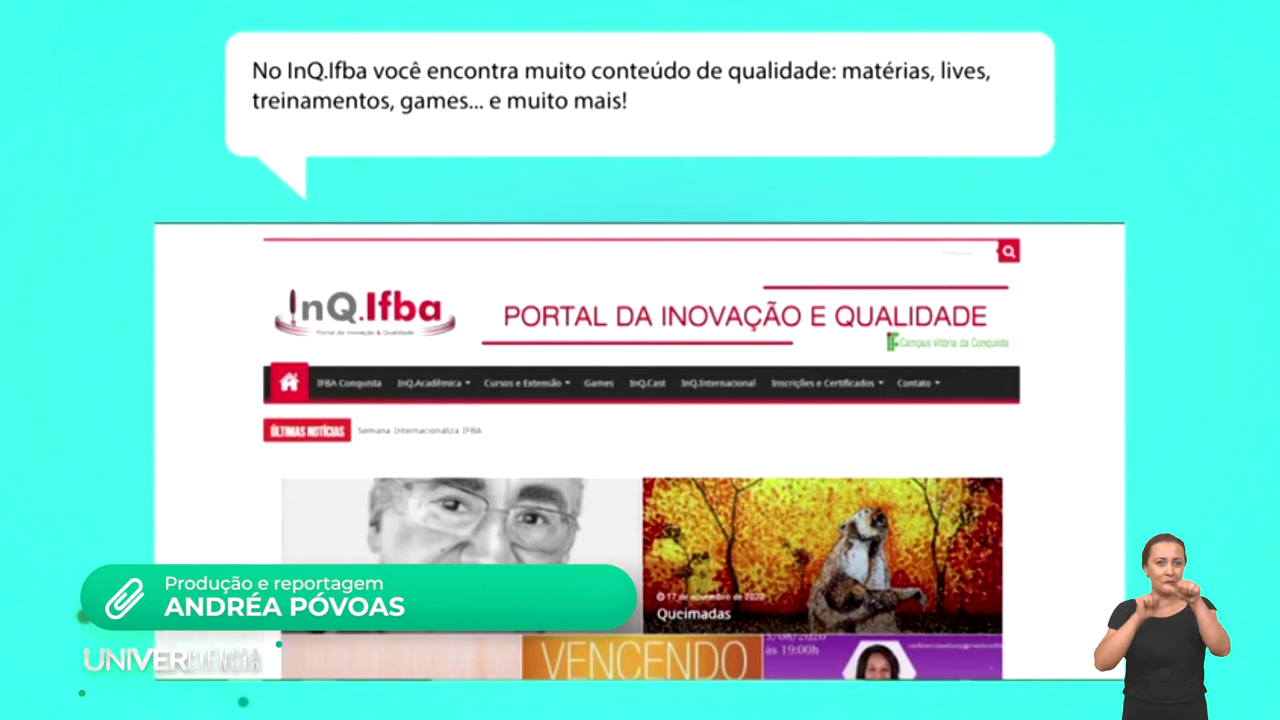 No InQ.Ifba você encontra muito conteúdo de qualidade: matérias, lives,
treinamentos, games... e muito mais!
InQ.Ifba
Portal da Inovação & Qualidade
PORTAL DA INOVAÇÃO E QUALIDADE
Campus Vitória da Conquista
IFBA Conquista InQ.Acadêmica Cursos e Extensão Games InQ.Cast InQ.Internacional Inscrições e Certificados Contato
ÚLTIMAS NOTÍCIAS Semana Internacionaliza IFBA
17 de novembro de 2020
Queimadas
Produção e reportagem
ANDRÉA PÓVOAS
UNIVERCIÊNCIA
VENCENDO
às 19:00h